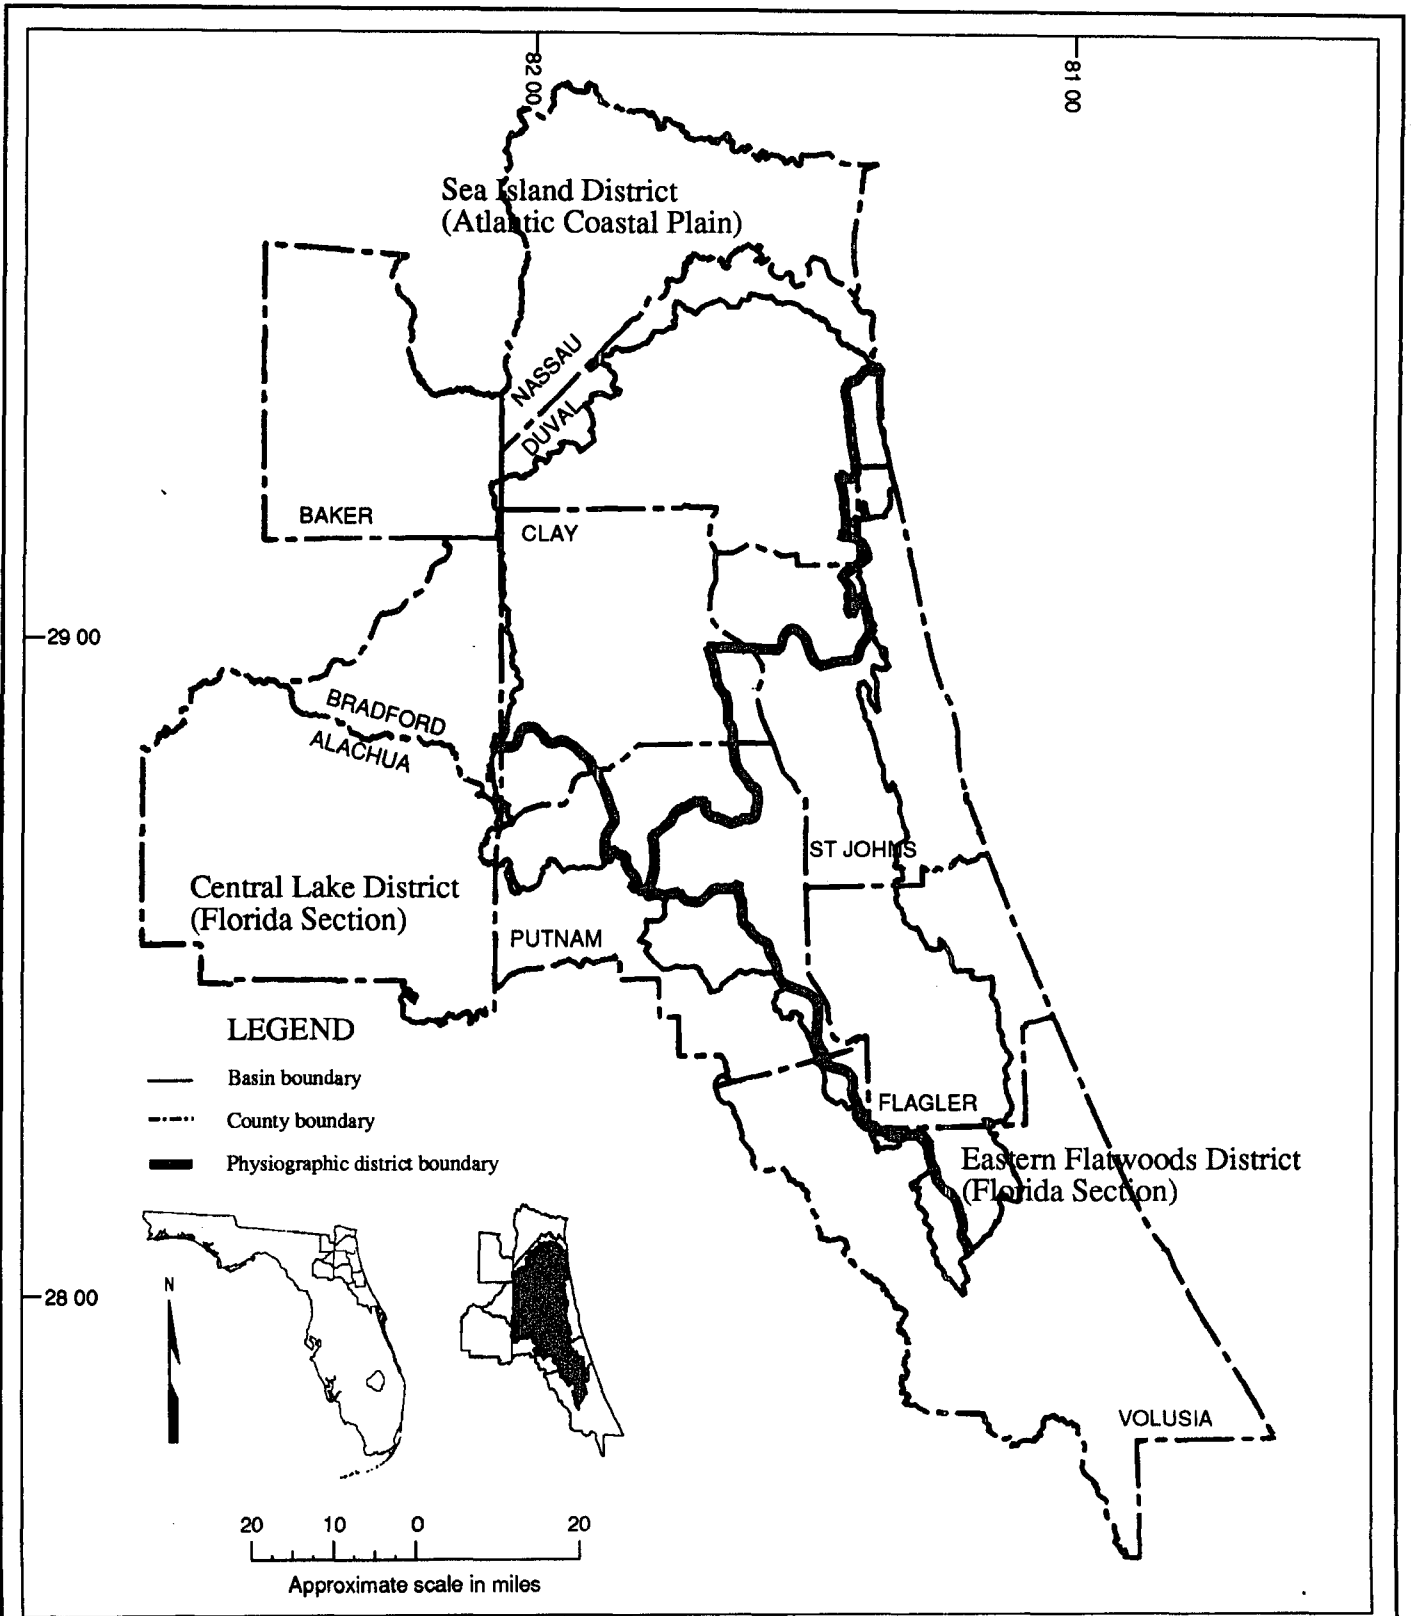 82 00
81 00
Sea Island District
(Atlantic Coastal Plain)
NASSAU
DUVAL
BAKER
CLAY
29 00
BRADFORD
ALACHUA
ST JOHNS
Central Lake District
(Florida Section)
PUTNAM
LEGEND
Basin boundary
County boundary
Physiographic district boundary
FLAGLER
Eastern Flatwoods District
(Florida Section)
N
28 00
VOLUSIA
20 10 0 20
Approximate scale in miles